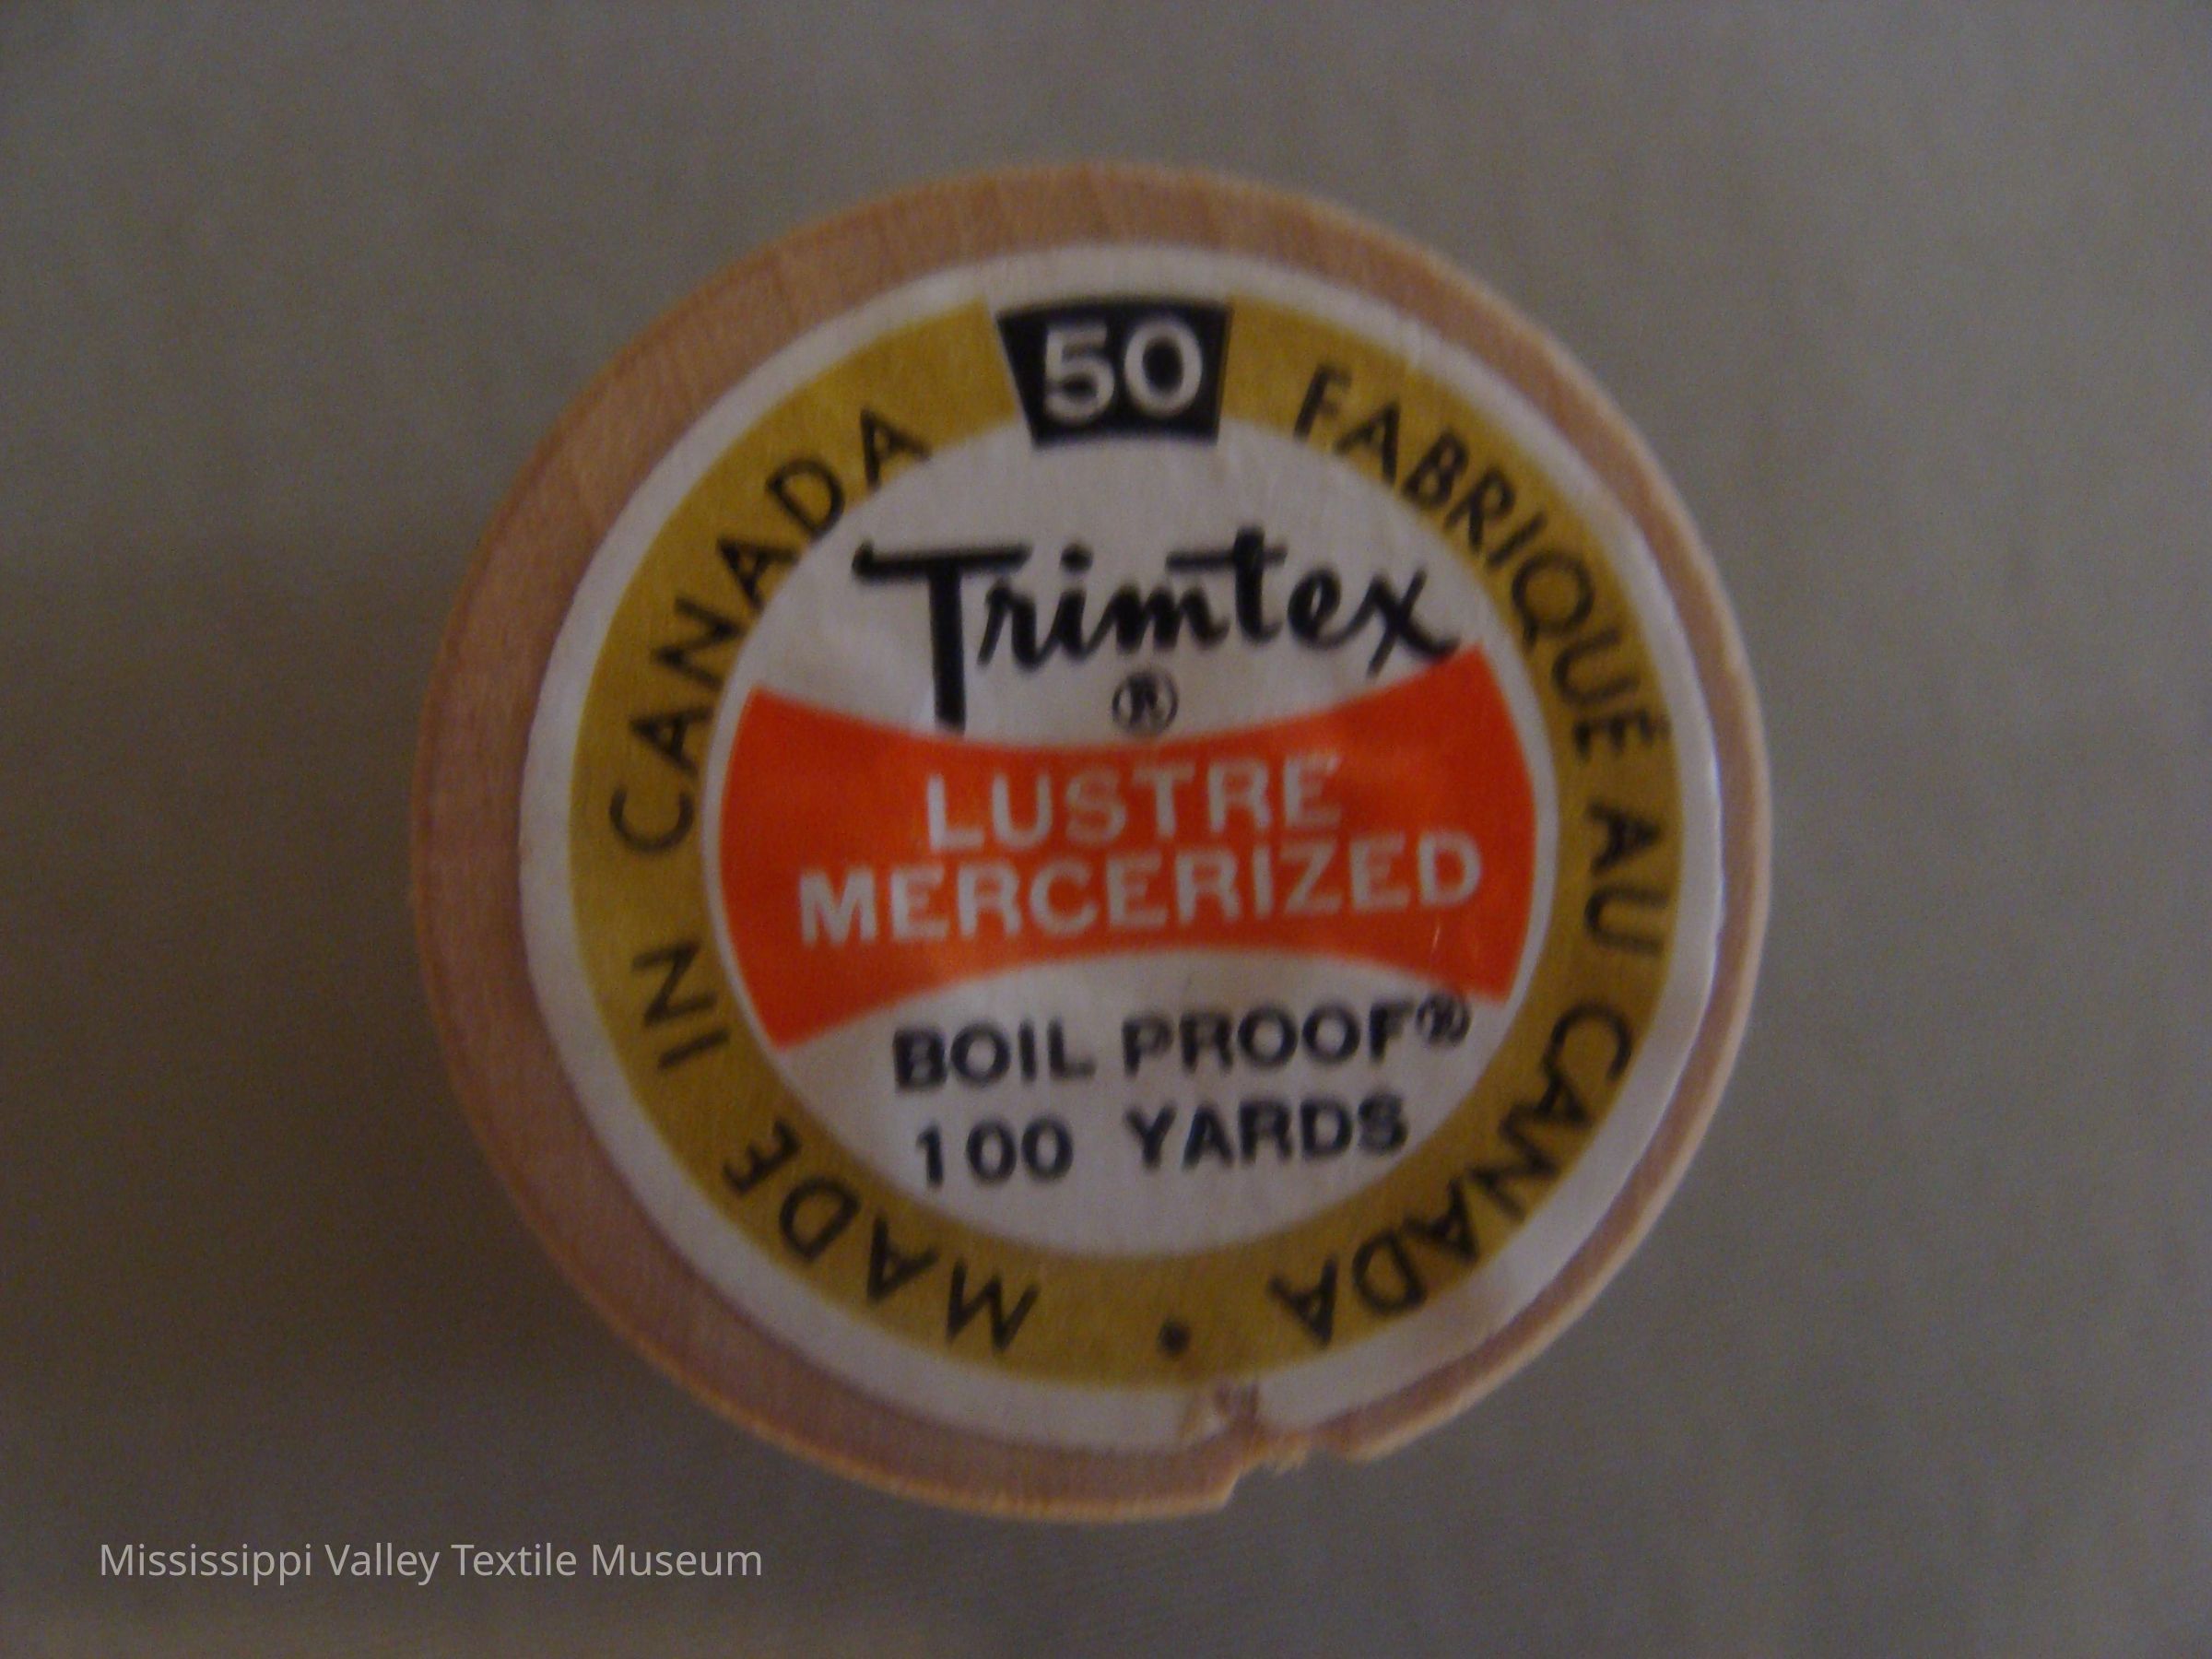 50
MADE IN CANADA
FABRIQUÉ AU CANADA
•
Trimtex
®
LUSTRE
MERCERIZED
BOIL PROOF®
100 YARDS
Mississippi Valley Textile Museum